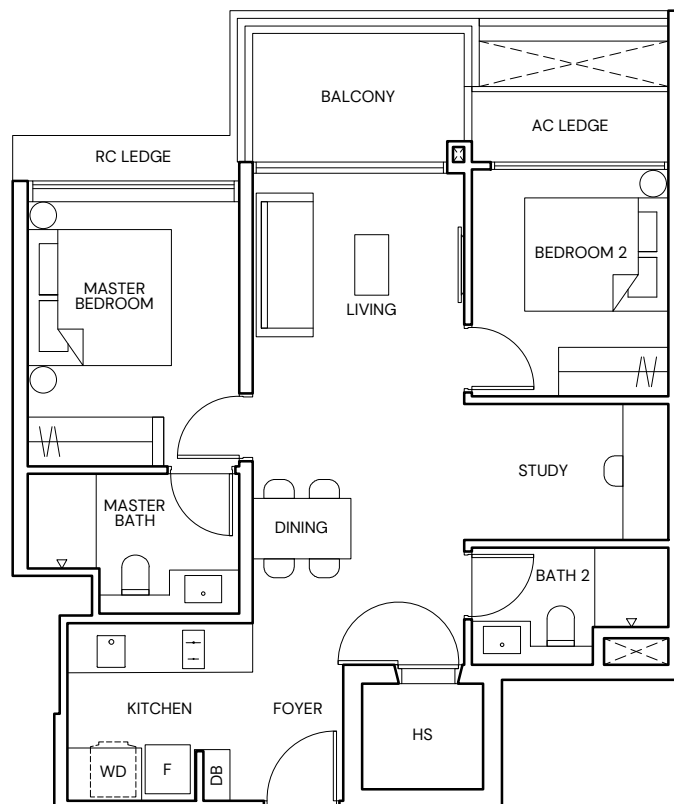 BALCONY
AC LEDGE
RC LEDGE
BEDROOM 2
MASTER
BEDROOM
LIVING
STUDY
MASTER
BATH
DINING
BATH 2
KITCHEN
FOYER
HS
WD
F
DB